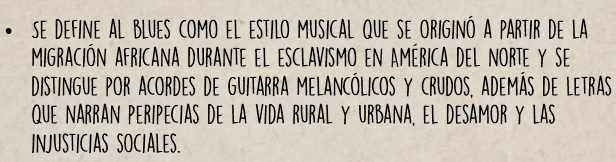 • SE DEFINE AL BLUES COMO EL ESTILO MUSICAL QUE SE ORIGINÓ A PARTIR DE LA
MIGRACIÓN AFRICANA DURANTE EL ESCLAVISMO EN AMÉRICA DEL NORTE Y SE
DISTINGUE POR ACORDES DE GUITARRA MELANCÓLICOS Y CRUDOS, ADEMÁS DE LETRAS
QUE NARRAN PERIPECIAS DE LA VIDA RURAL Y URBANA, EL DESAMOR Y LAS
INJUSTICIAS SOCIALES.